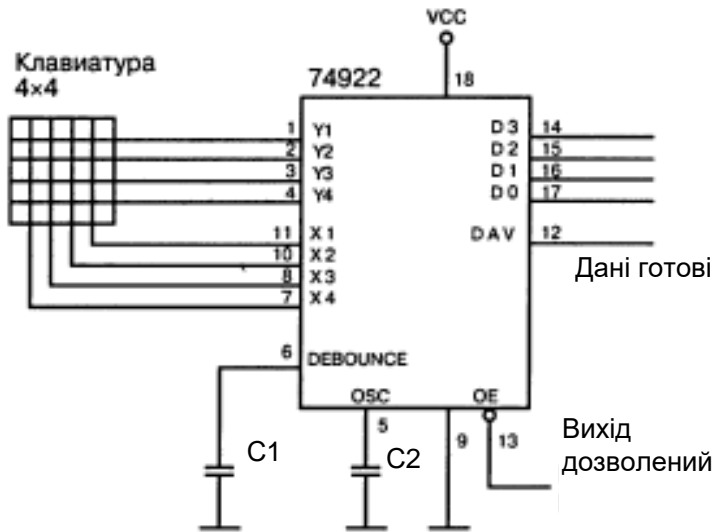 VCC
Клавиатура
4×4
74922
18
1 Y1
2 Y2
3 Y3
4 Y4
11 X1
10 X2
8 X3
7 X4
6 DEBOUNCE
D3 14
D2 15
D1 16
D0 17
DAV 12
Дані готові
OSC
OE
5
9
13
C1
C2
Вихід
дозволений